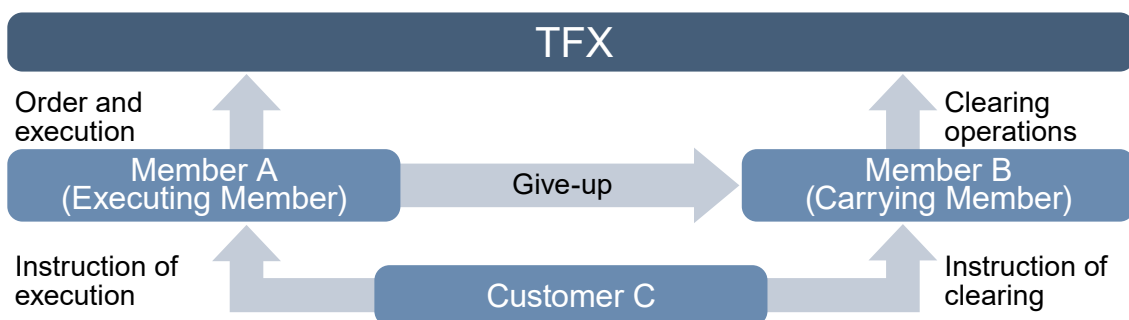 TFX
Order and
execution
Clearing
operations
Member A
(Executing Member)
Give-up
Member B
(Carrying Member)
Instruction of
execution
Customer C
Instruction of
clearing